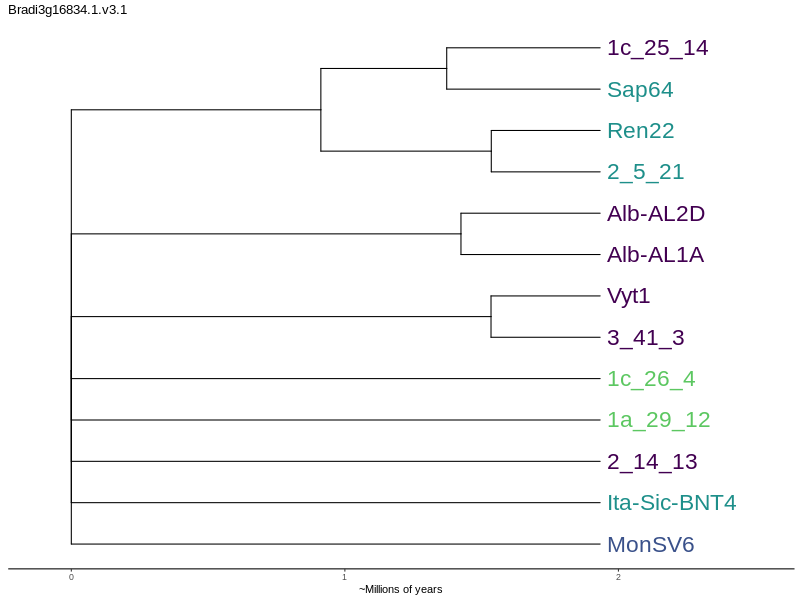 Bradi3g16834.1.v3.1
1c_25_14
Sap64
Ren22
2_5_21
Alb-AL2D
Alb-AL1A
Vyt1
3_41_3
1c_26_4
1a_29_12
2_14_13
Ita-Sic-BNT4
MonSV6
0 1 2
~Millions of years